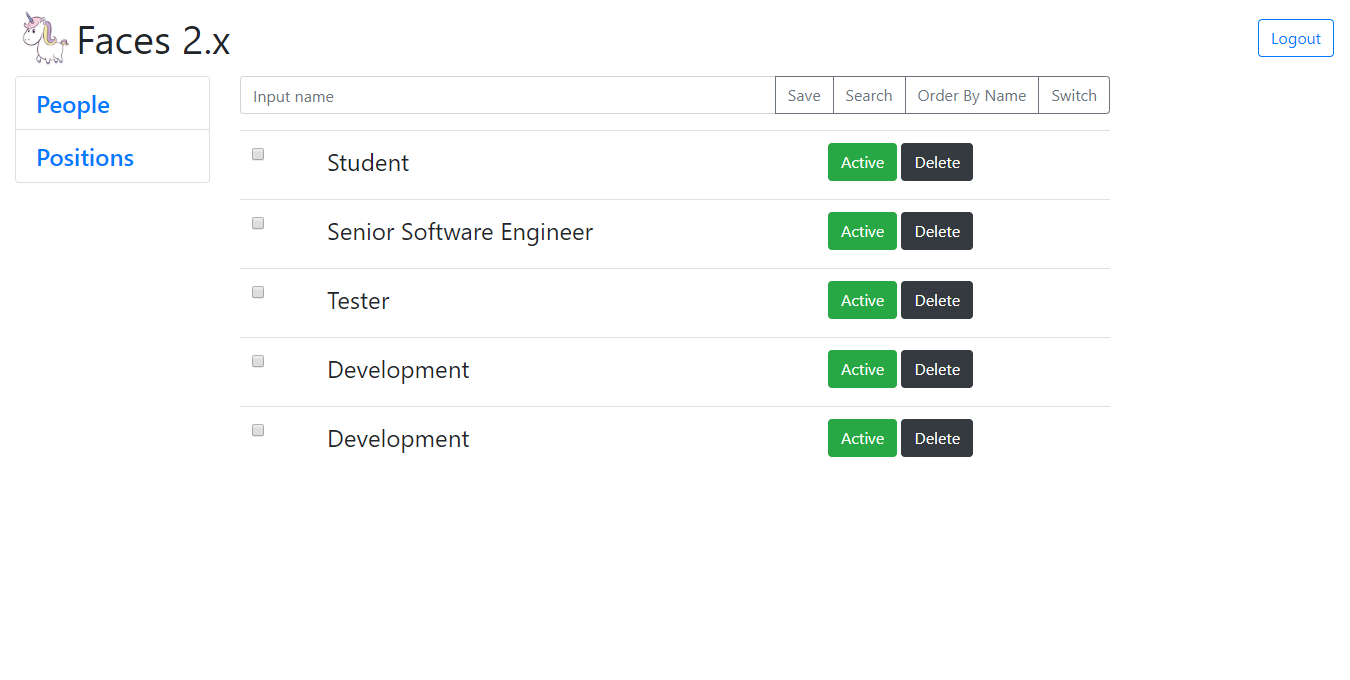 Faces 2.x
Logout
People
Positions
Input name Save Search Order By Name Switch
Student Active Delete
Senior Software Engineer Active Delete
Tester Active Delete
Development Active Delete
Development Active Delete